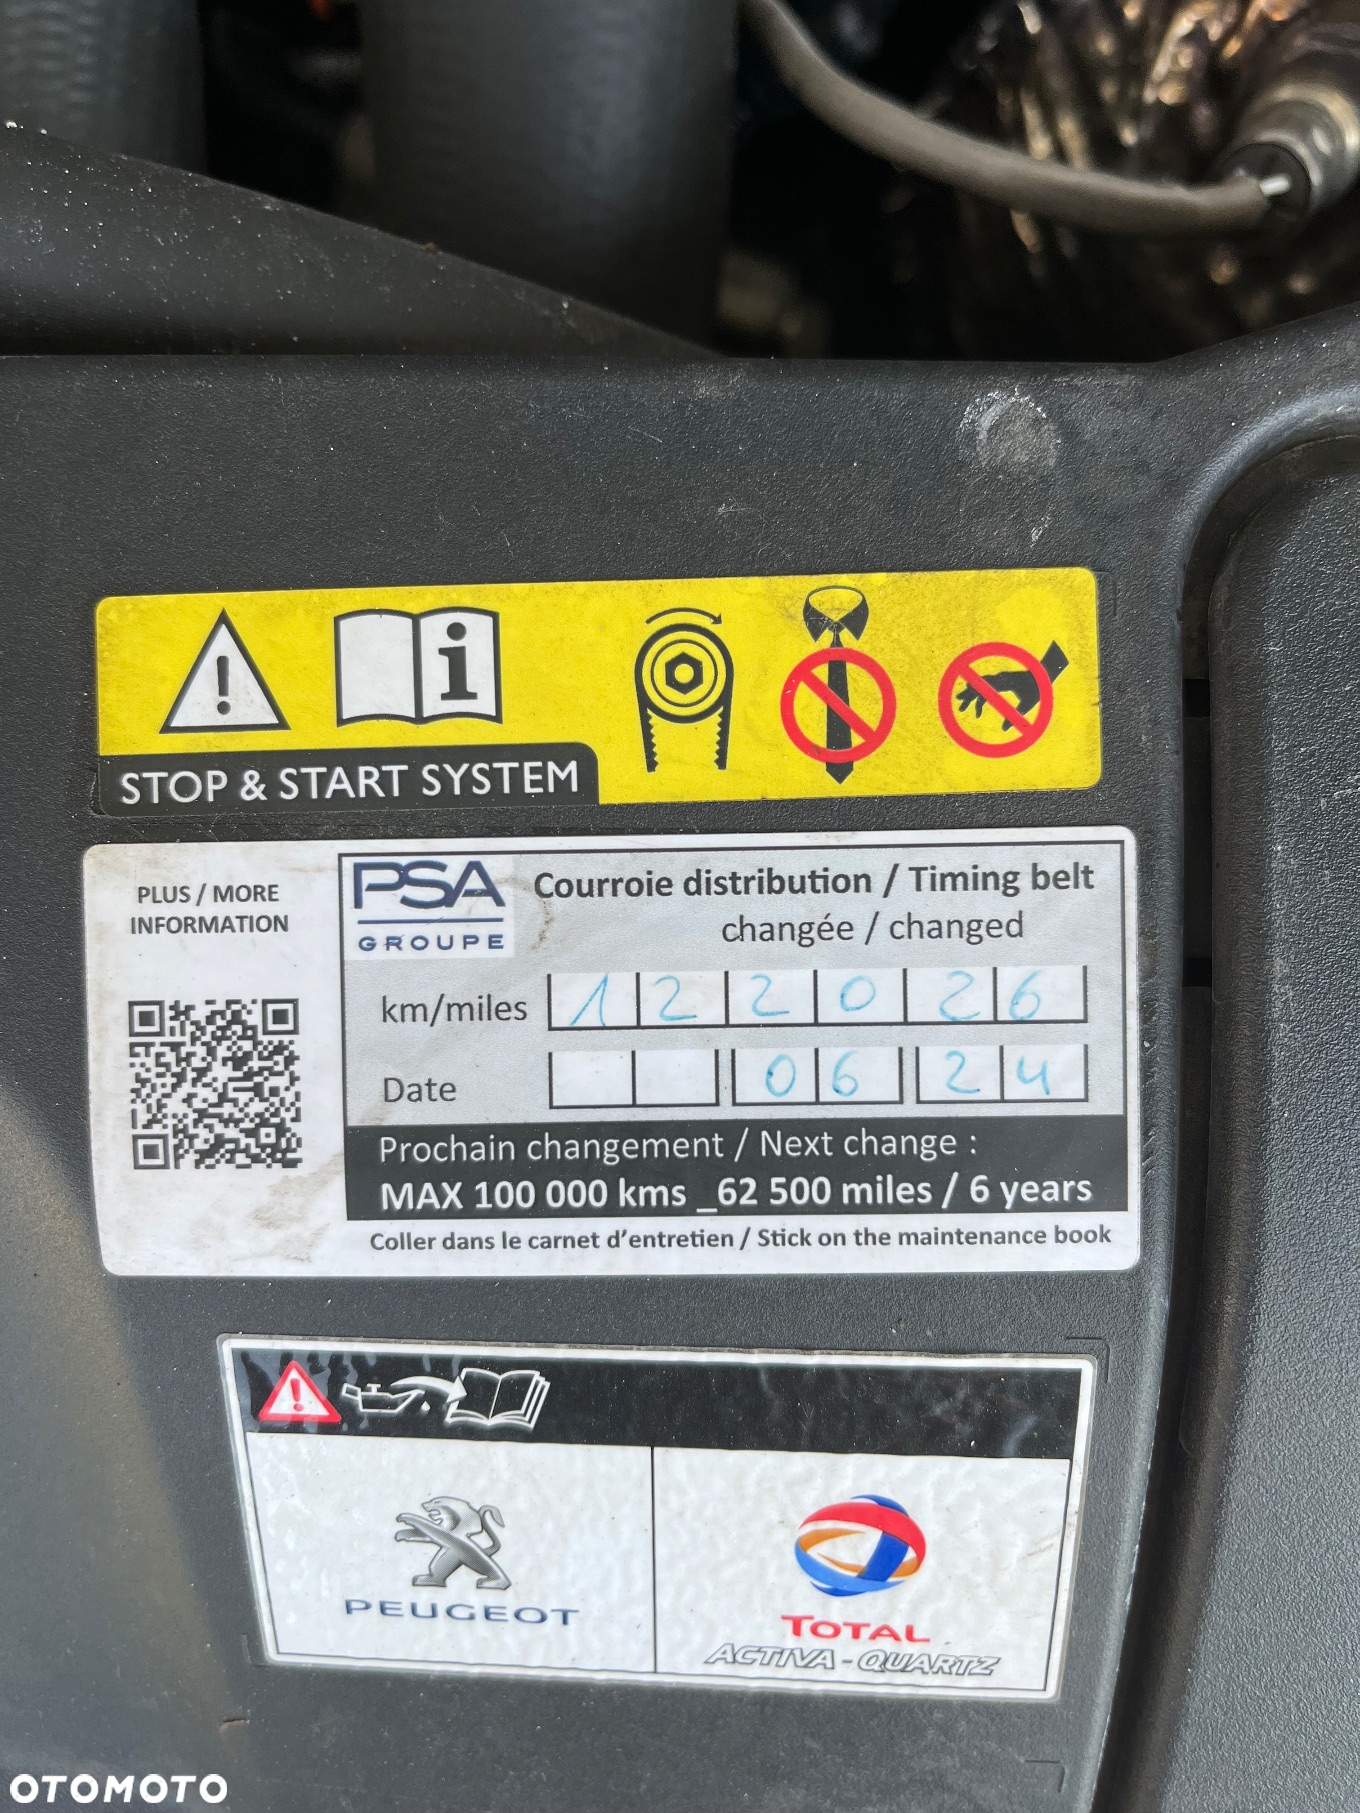 STOP & START SYSTEM
PLUS / MORE
INFORMATION
PSA
GROUPE
Courroie distribution / Timing belt
changée / changed
km/miles 122026
Date 06 24
Prochain changement / Next change :
MAX 100 000 kms _62 500 miles / 6 years
Coller dans le carnet d'entretien / Stick on the maintenance book
PEUGEOT
TOTAL
ACTIVA - QUARTZ
OTOMOTO